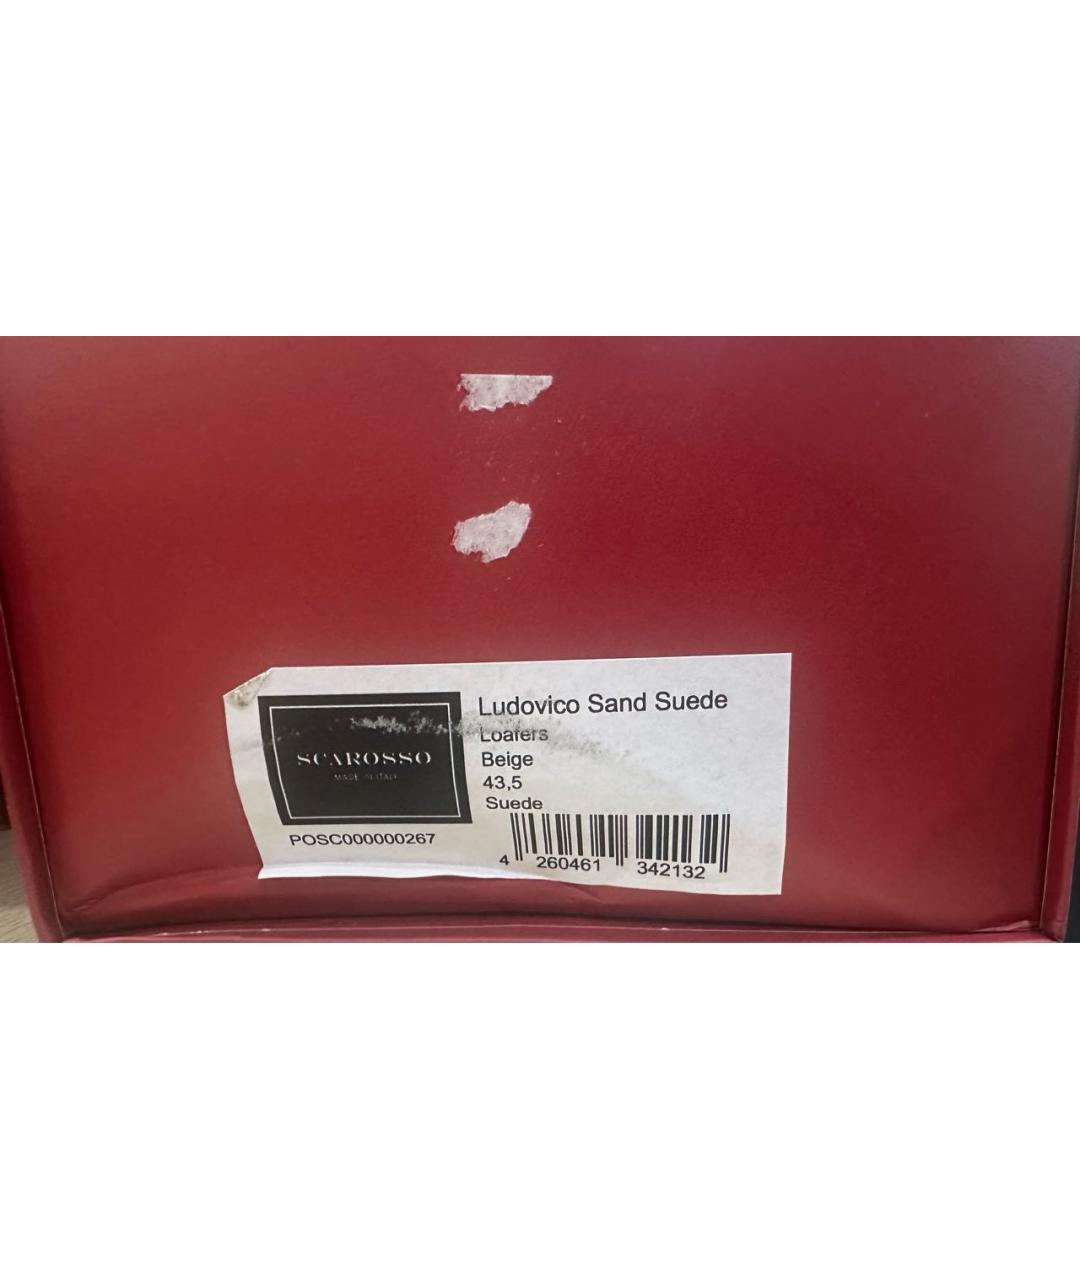 SCAROSSO
MADE IN ITALY
POSC000000267
Ludovico Sand Suede
Loafers
Beige
43,5
Suede
4 260461 342132